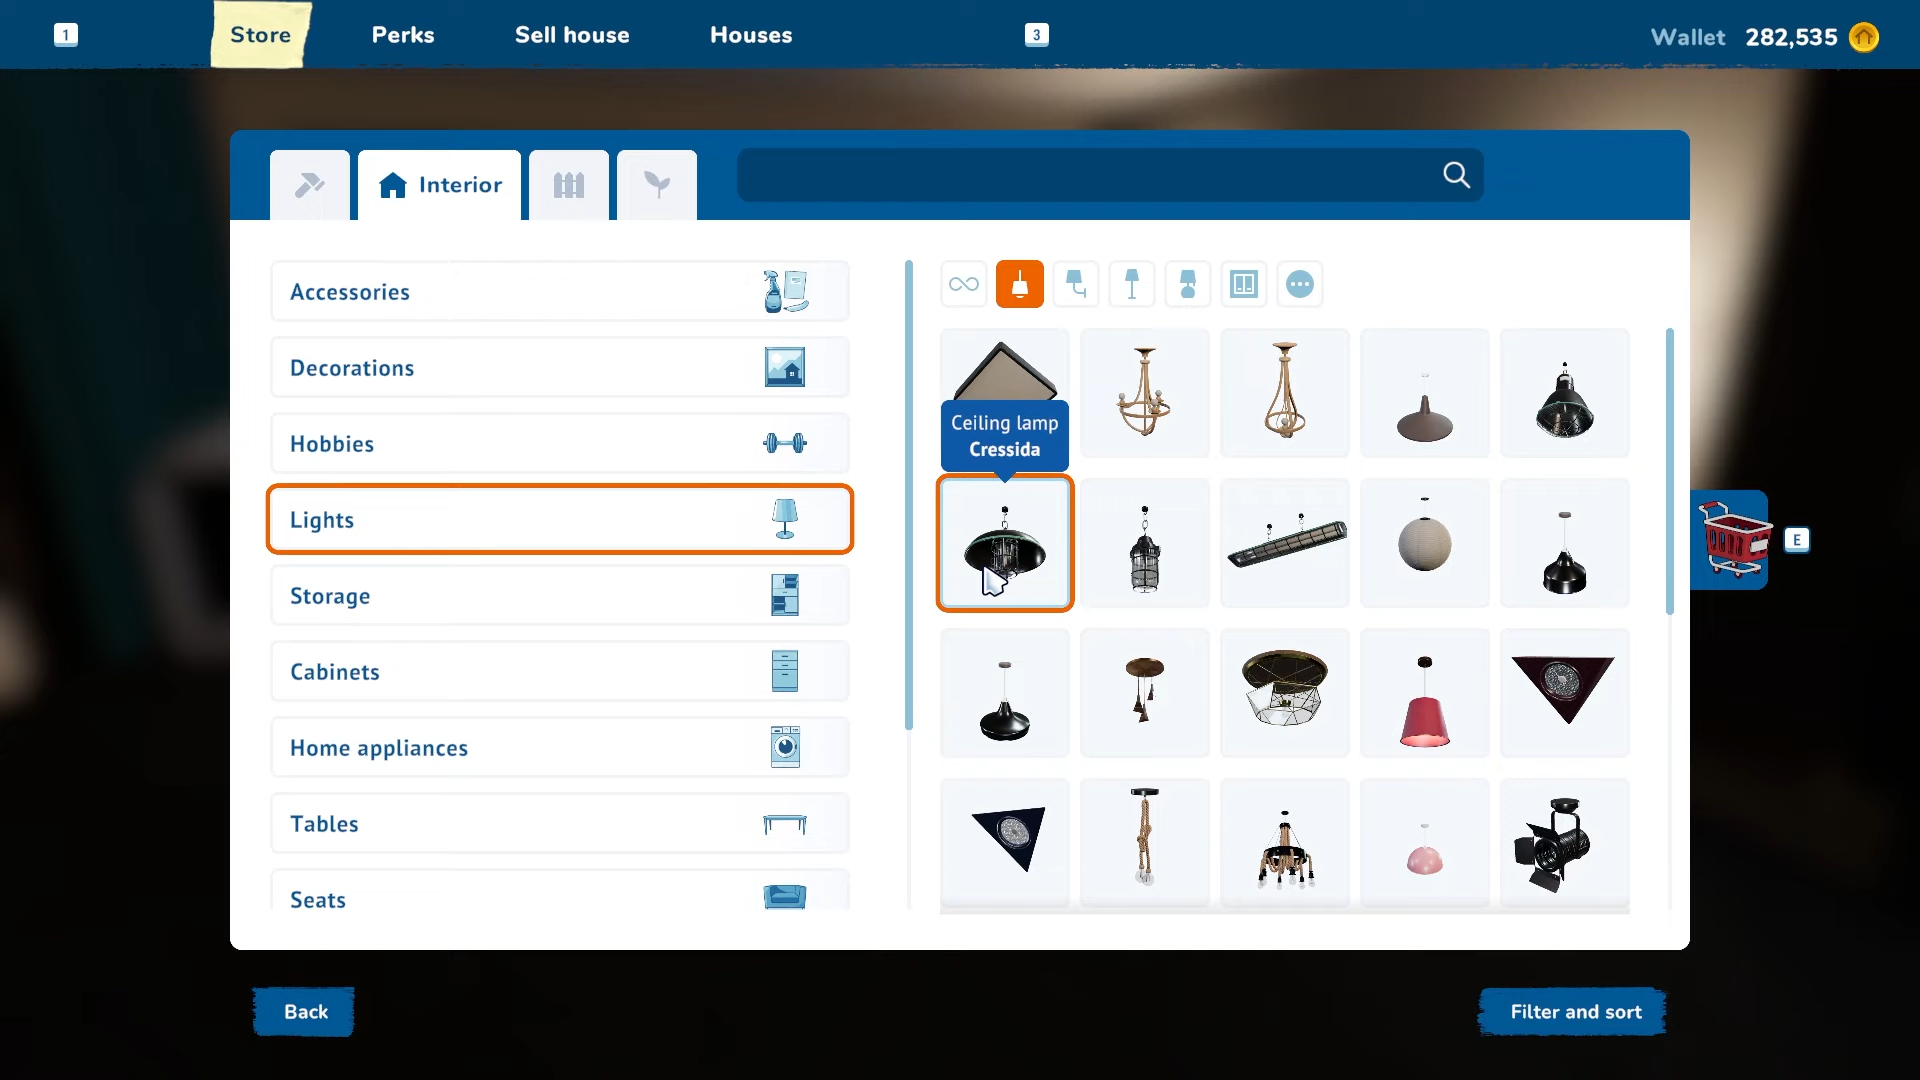 1
Store
Perks
Sell house
Houses
3
Wallet 282,535
Interior
Accessories
Decorations
Hobbies
Lights
Storage
Cabinets
Home appliances
Tables
Seats
Ceiling lamp
Cressida
E
Back
Filter and sort